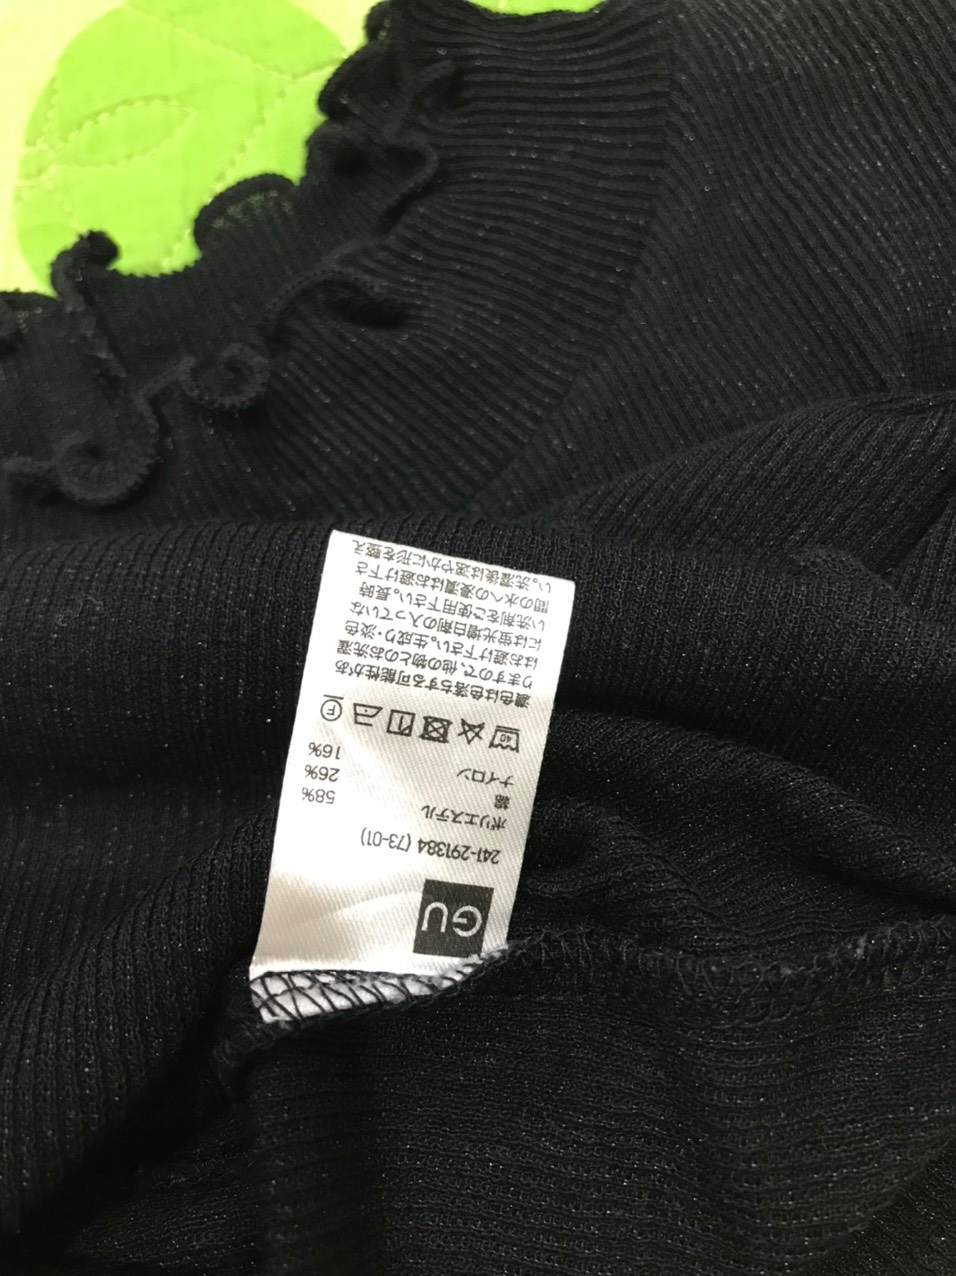 GU
241-291384 (73-01)
ポリエステル 58%
綿 26%
ナイロン 16%
40 F
濃色は色落ちする可能性があ
りますので、他の物とのお洗濯
はお避け下さい。生成り・淡色
には蛍光増白剤の入っていな
い洗剤をご使用下さい。長時
間の水への浸漬はお避け下さ
い。洗濯後は速やかに形を整え